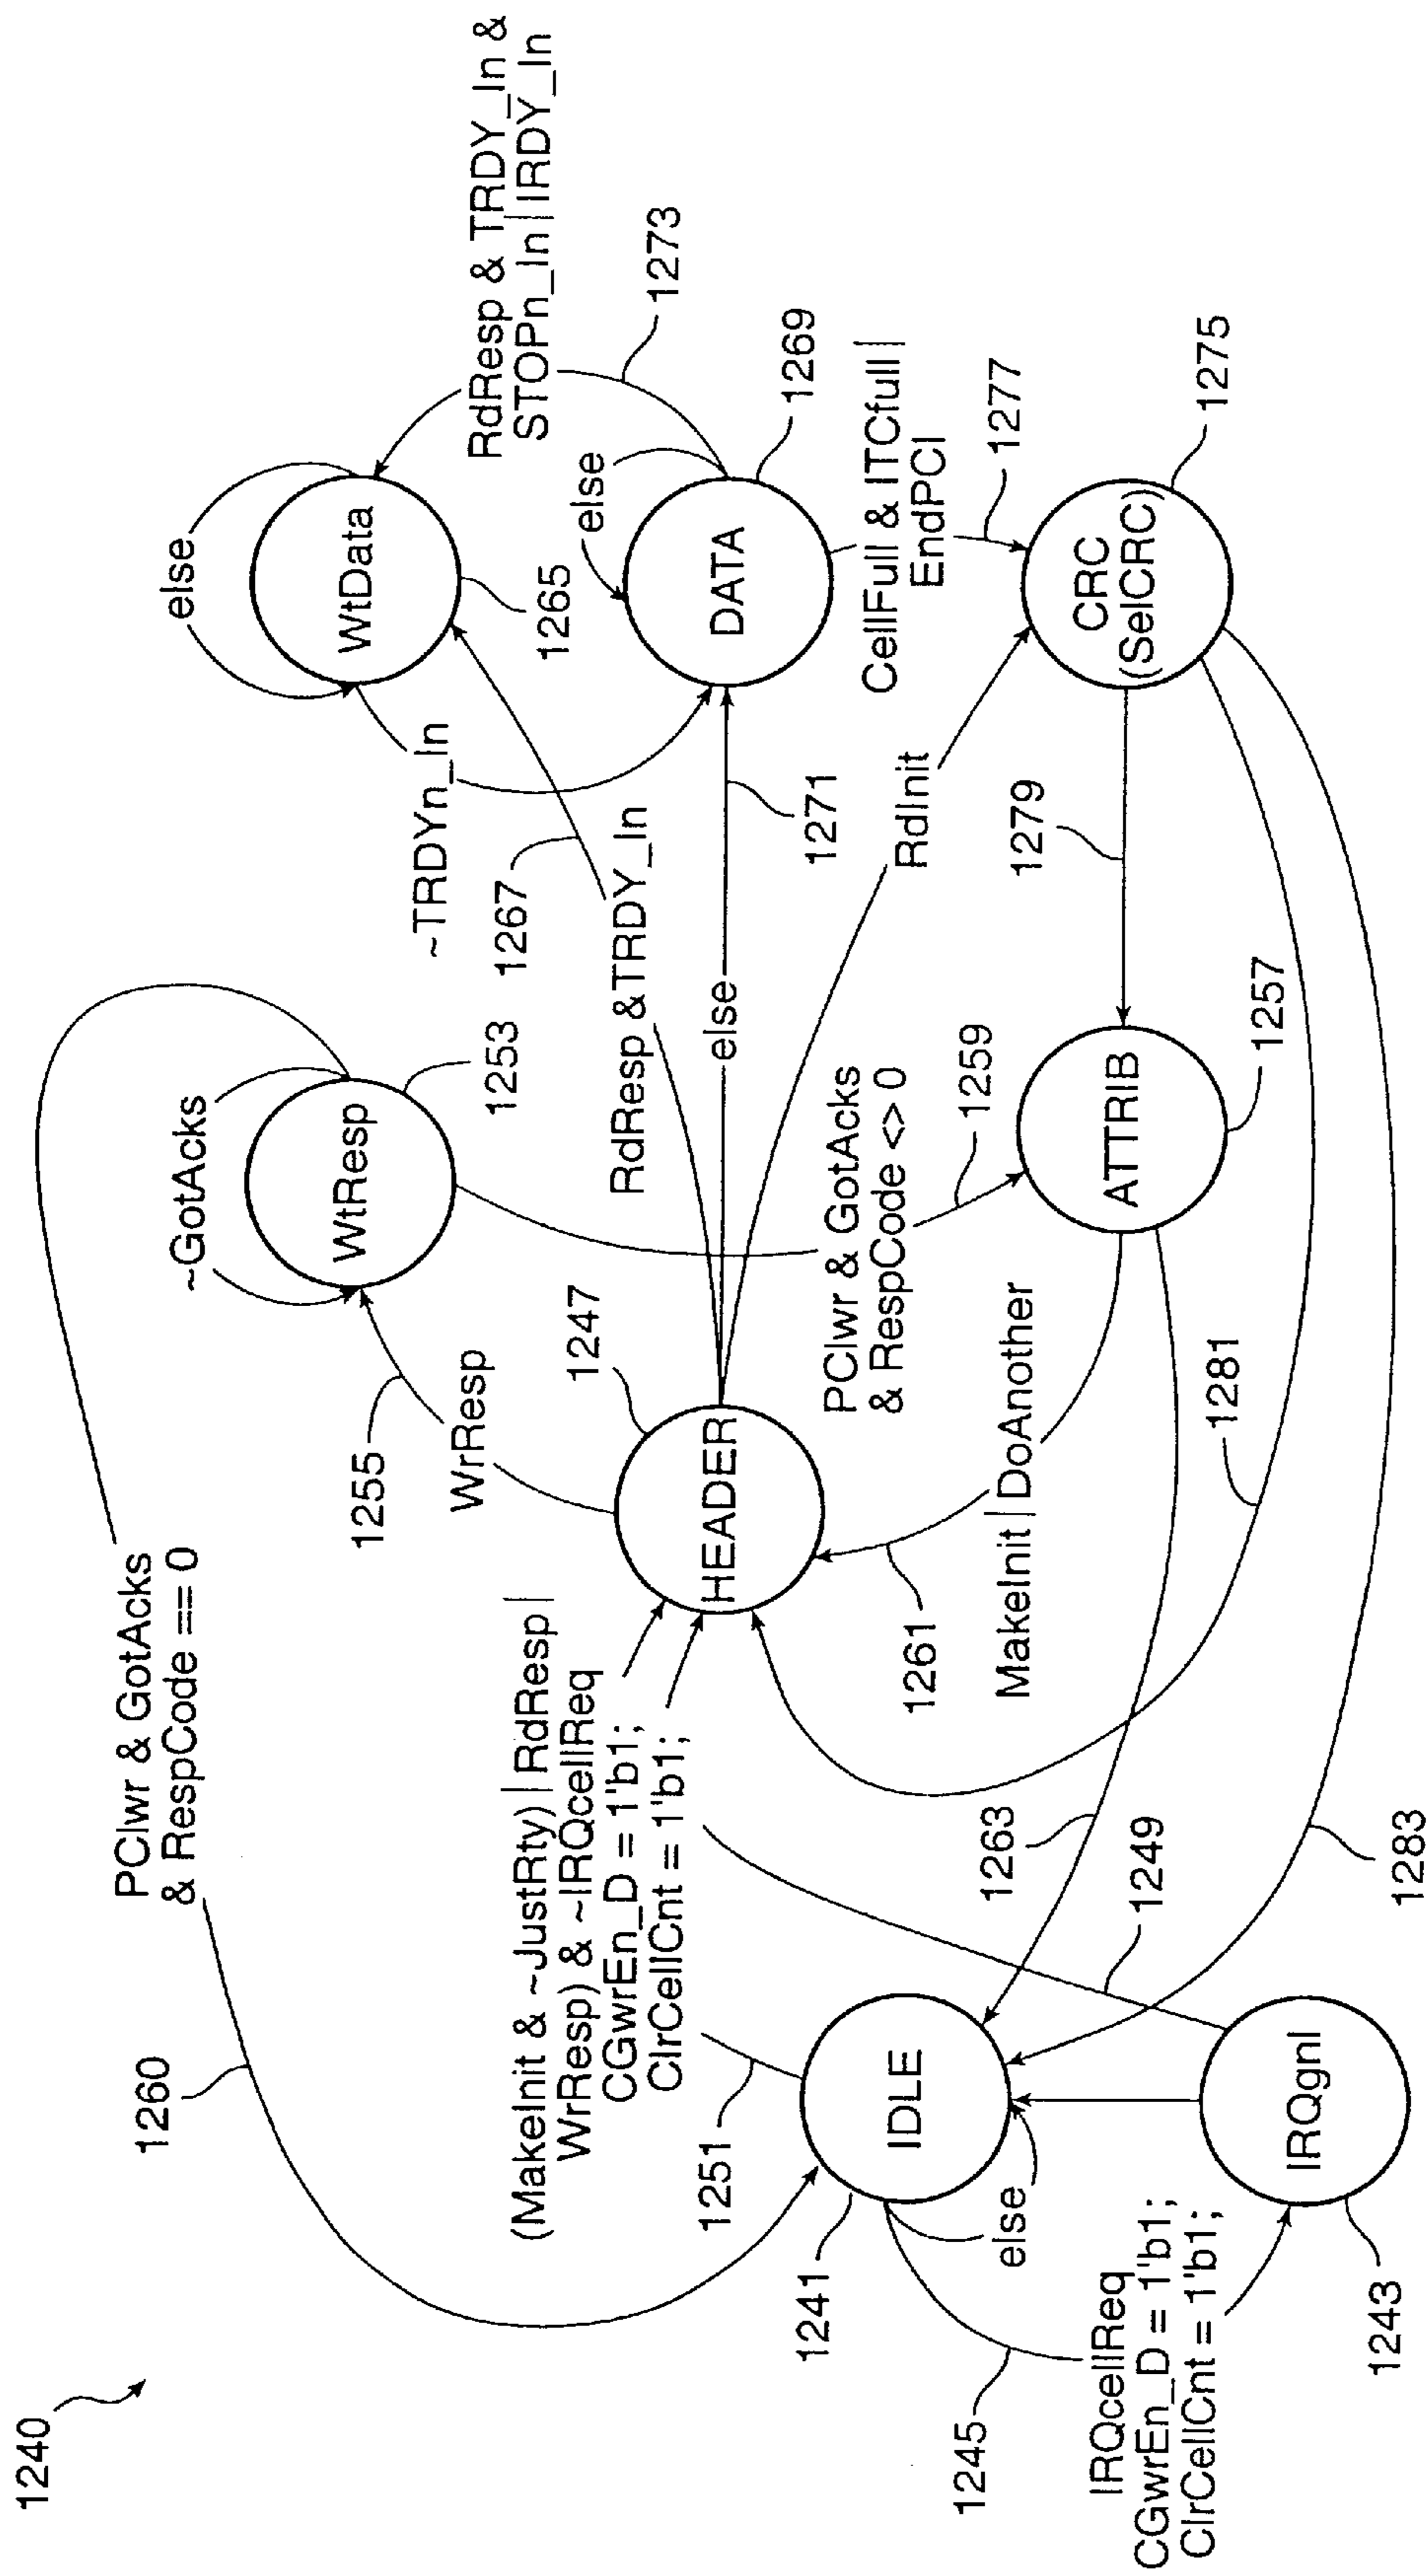 1240
1260
PCIwr & GotAcks
& RespCode == 0
~GotAcks
WtResp
1253
else
WtData
1265
1255
WrResp
~TRDYn_In
1267
RdResp & TRDY_In &
STOPn_In | IRDY_In
1273
(MakeInit & ~JustRty) | RdResp |
WrResp) & ~IRQcellReq
CGwrEn_D = 1'b1;
ClrCellCnt = 1'b1;
1247
HEADER
RdResp & TRDY_In
else
1271
else
DATA
1269
1251
1241
IDLE
else
1261
MakeInit | DoAnother
PCIwr & GotAcks
& RespCode <> 0
1259
RdInit
CellFull & ITCfull |
EndPCI
1277
1245
1263
1249
1281
ATTRIB
1257
1279
CRC
(SelCRC)
1275
IRQcellReq
CGwrEn_D = 1'b1;
ClrCellCnt = 1'b1;
IRQgnl
1243
1283